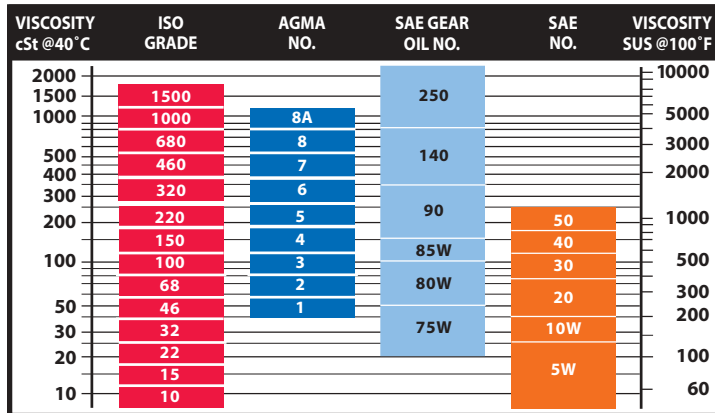 VISCOSITY ISO AGMA SAE GEAR SAE VISCOSITY
cSt @40˚C GRADE NO. OIL NO. NO. SUS @100˚F
2000 10000
1500 1500 250
1000 1000 8A 5000
680 8 3000
500 460 7 140 2000
400
300 320 6
200 220 5 90 50 1000
150 4 85W 40
100 100 3 30 500
68 2 80W 20 300
50 46 1 200
30 32 75W 10W
20 22 5W 100
15
10 10 60